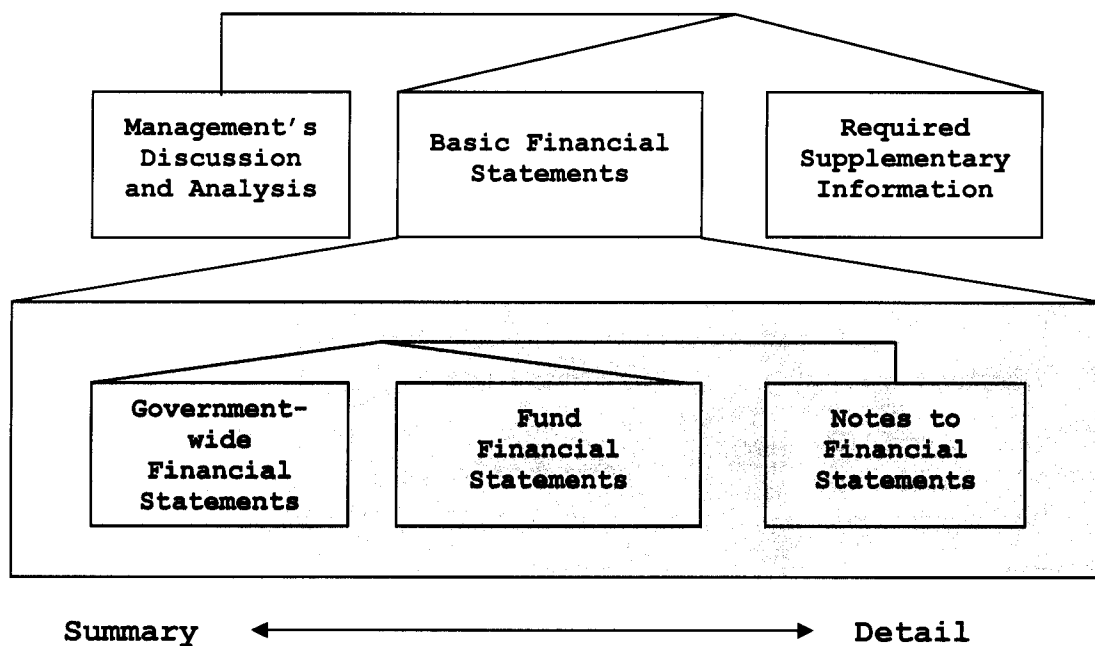 Management's
Discussion
and Analysis
Basic Financial
Statements
Required
Supplementary
Information
Government-
wide
Financial
Statements
Fund
Financial
Statements
Notes to
Financial
Statements
Summary
Detail